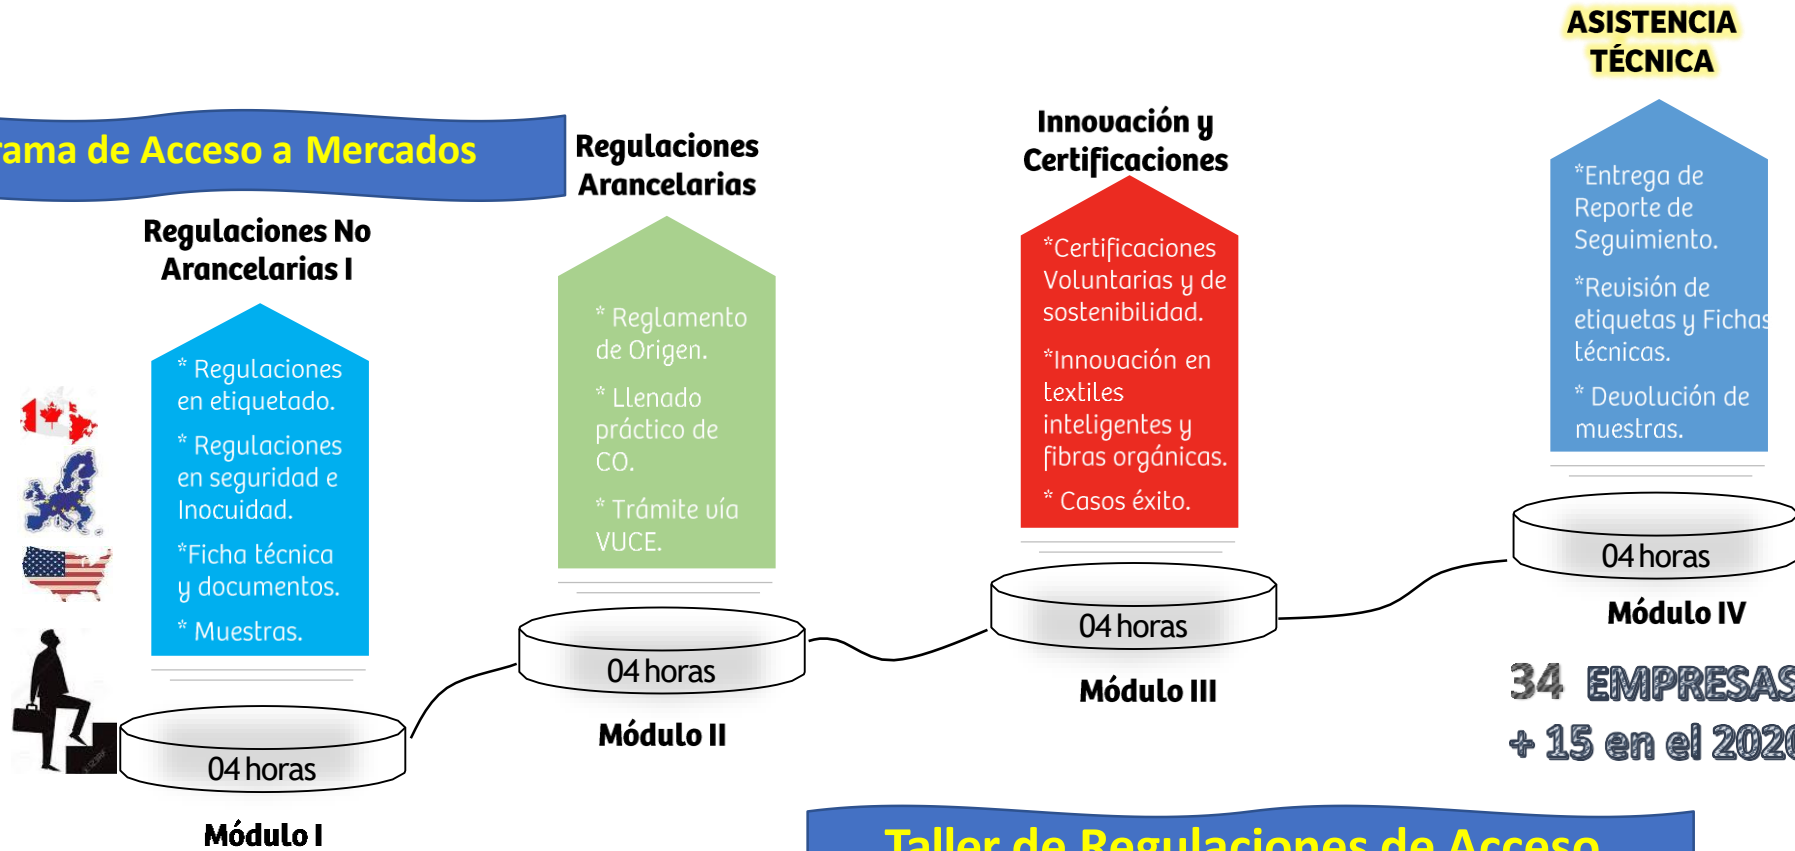 rama de Acceso a Mercados
Regulaciones No
Arancelarias I
* Regulaciones
en etiquetado.
* Regulaciones
en seguridad e
Inocuidad.
*Ficha técnica
y documentos.
* Muestras.
04 horas
Módulo I
Regulaciones
Arancelarias
* Reglamento
de Origen.
* Llenado
práctico de
CO.
* Trámite vía
VUCE.
04 horas
Módulo II
Innovación y
Certificaciones
*Certificaciones
Voluntarias y de
sostenibilidad.
*Innovación en
textiles
inteligentes y
fibras orgánicas.
* Casos éxito.
04 horas
Módulo III
ASISTENCIA
TÉCNICA
*Entrega de
Reporte de
Seguimiento.
*Revisión de
etiquetas y Fichas
técnicas.
* Devolución de
muestras.
04 horas
Módulo IV
34 EMPRESAS
+ 15 en el 2020
Taller de Regulaciones de Acceso